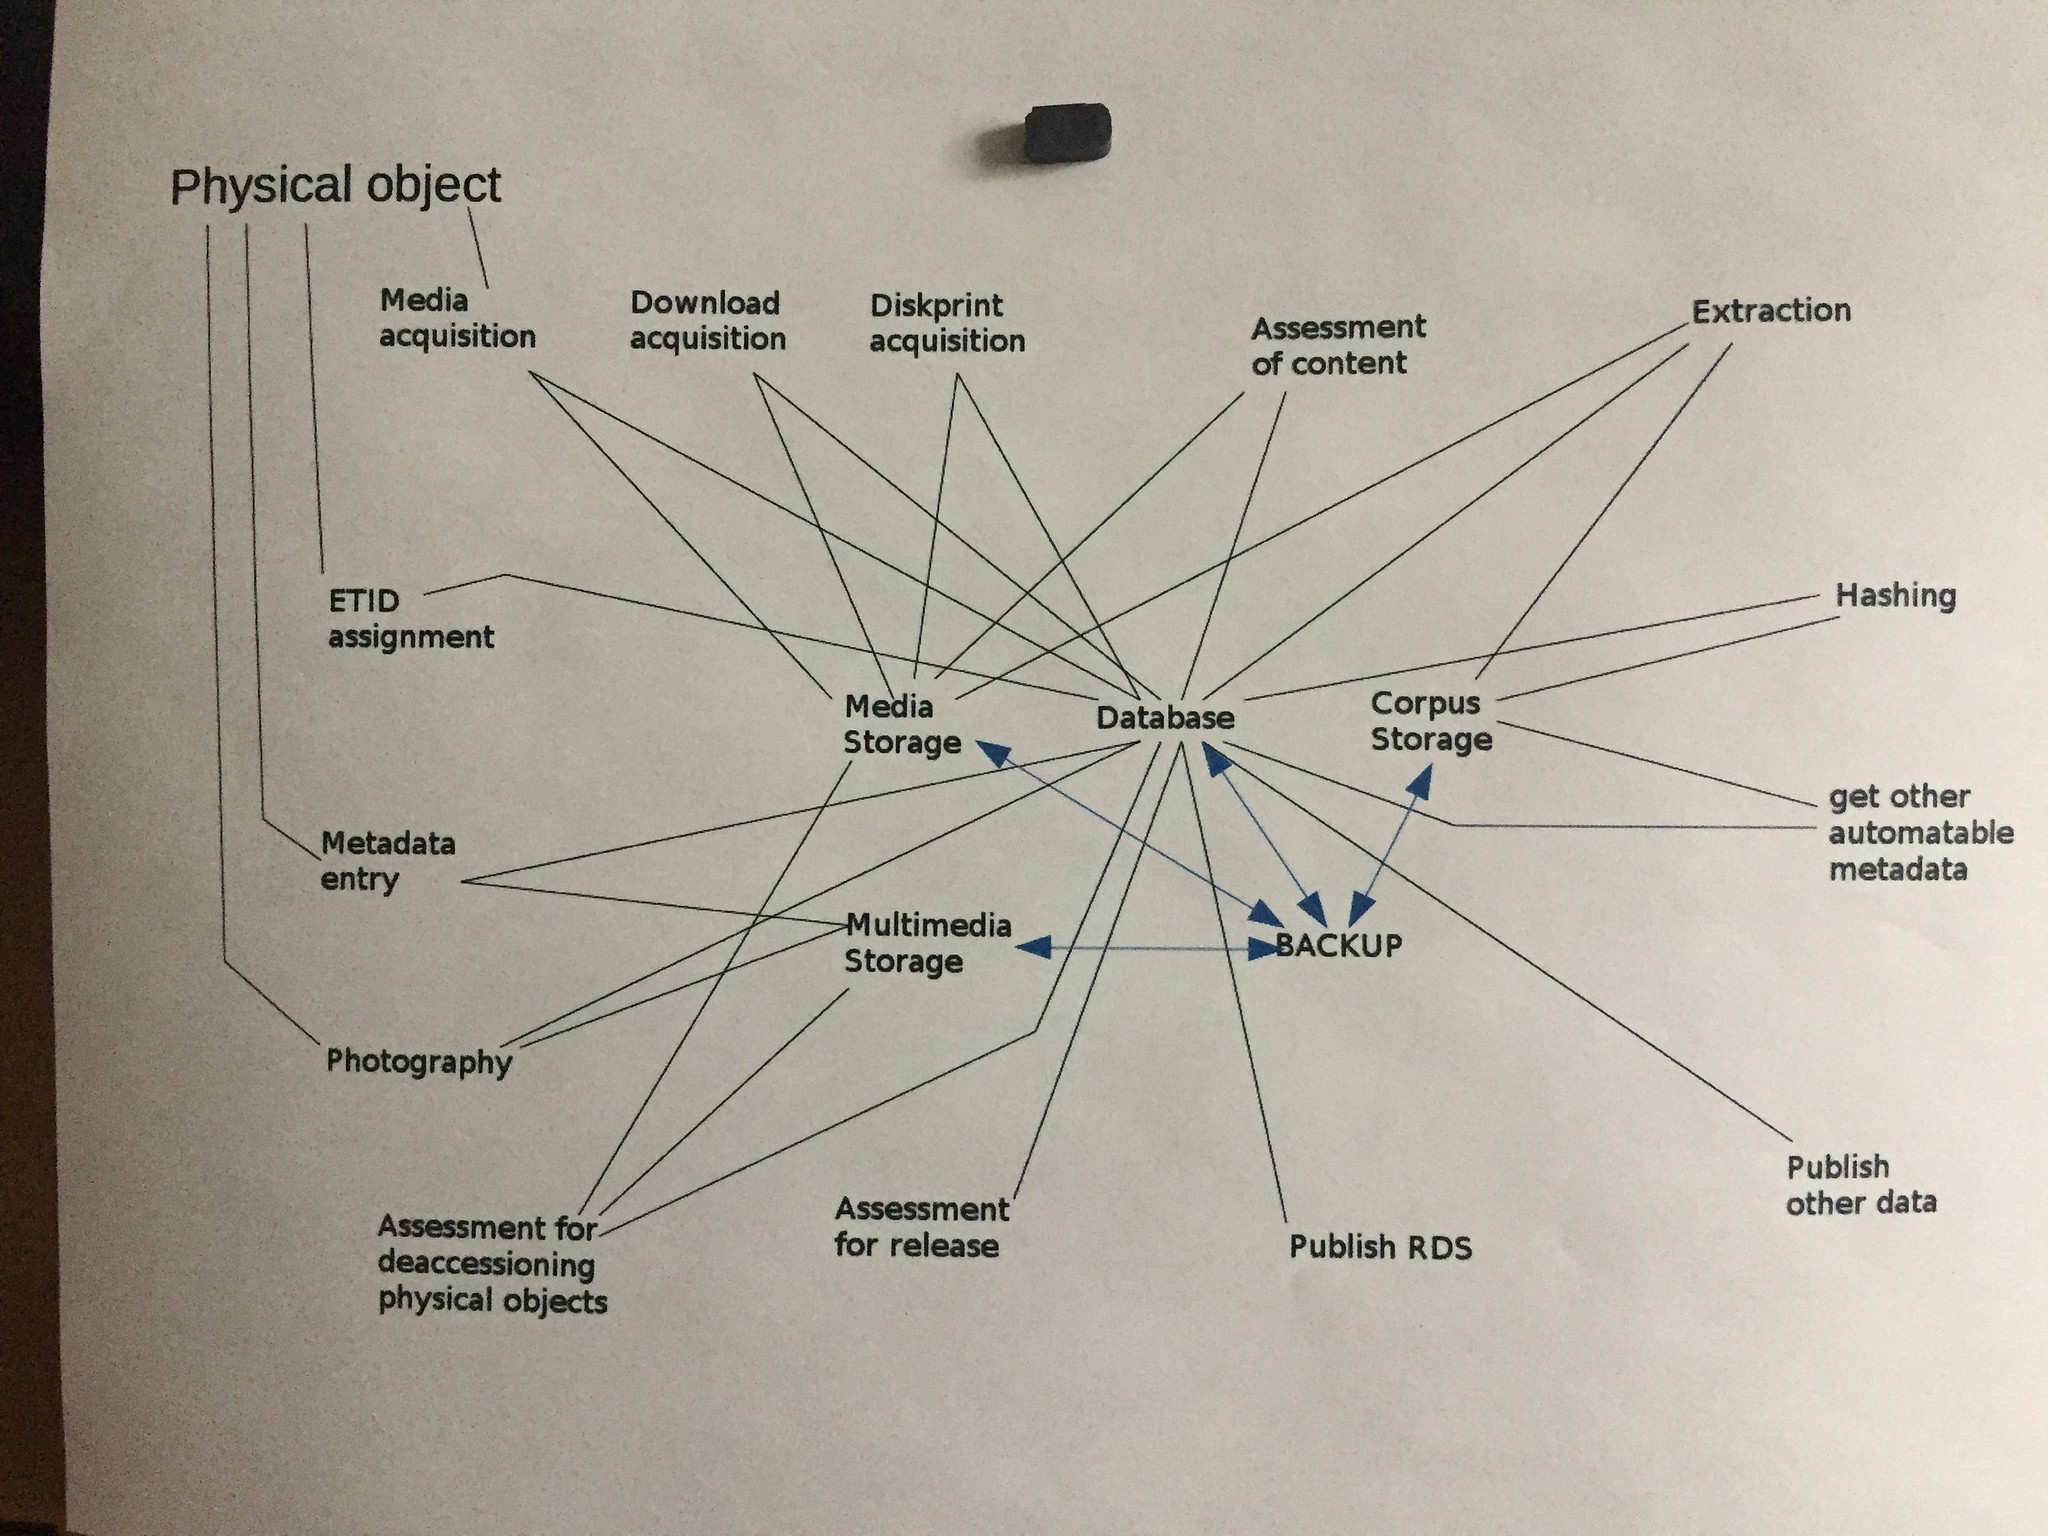 Physical object
Media
acquisition
Download
acquisition
Diskprint
acquisition
Assessment
of content
Extraction
ETID
assignment
Hashing
Media
Storage
Database
Corpus
Storage
get other
automatable
metadata
Metadata
entry
Multimedia
Storage
BACKUP
Photography
Publish
other data
Assessment for
deaccessioning
physical objects
Assessment
for release
Publish RDS